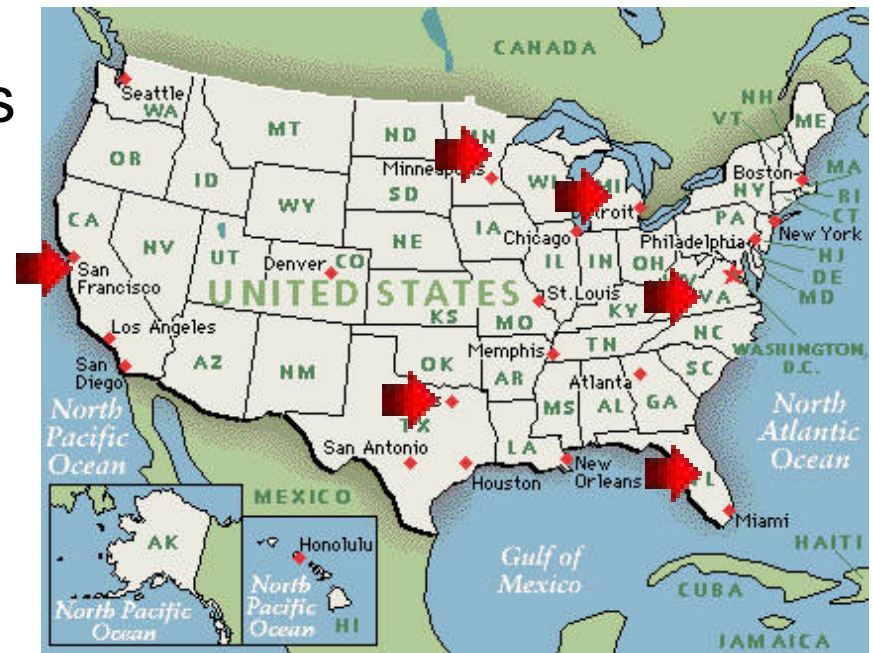 s
CANADA
NH
VT
ME
Seattle
WA
MT
ND
MN
Minneapolis
OR
ID
SD
WI
MI
Boston
MA
NY
RI
CT
WY
CA
IA
Detroit
Chicago
PA
New York
Philadelphia
NJ
NV
UT
NE
IL
IN
OH
DE
MD
San
Francisco
Denver
CO
WV
VA
UNITED STATES
St. Louis
KS
MO
KY
Los Angeles
NC
TN
WASHINGTON,
D.C.
Memphis
San
Diego
AZ
NM
OK
AR
SC
Atlanta
North
Pacific
Ocean
TX
MS
AL
GA
North
Atlantic
Ocean
San Antonio
LA
Houston
New
Orleans
FL
MEXICO
Miami
AK
Honolulu
HAITI
Gulf of
Mexico
CUBA
North Pacific
Ocean
North
Pacific
Ocean
HI
JAMAICA